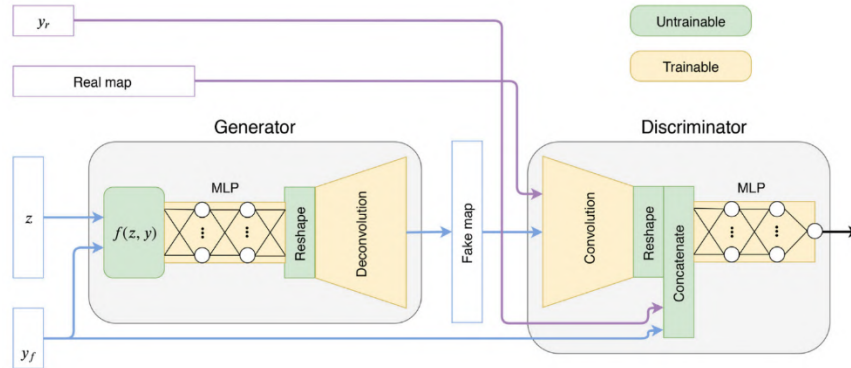 y_r
Untrainable
Real map
Trainable
Generator
Discriminator
z
f(z, y)
MLP
Reshape
Deconvolution
Fake map
Convolution
Reshape
Concatenate
MLP
y_f